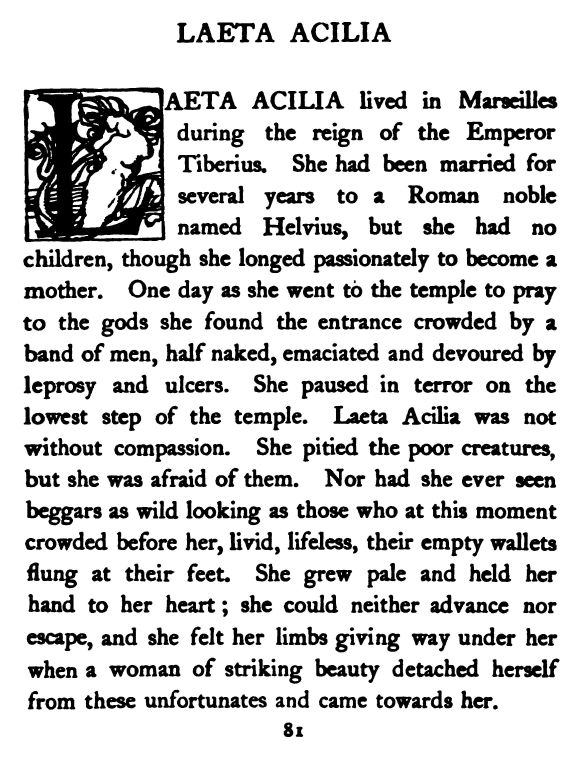 LAETA ACILIA
LAETA ACILIA lived in Marseilles
during the reign of the Emperor
Tiberius. She had been married for
several years to a Roman noble
named Helvius, but she had no
children, though she longed passionately to become a
mother. One day as she went to the temple to pray
to the gods she found the entrance crowded by a
band of men, half naked, emaciated and devoured by
leprosy and ulcers. She paused in terror on the
lowest step of the temple. Laeta Acilia was not
without compassion. She pitied the poor creatures,
but she was afraid of them. Nor had she ever seen
beggars as wild looking as those who at this moment
crowded before her, livid, lifeless, their empty wallets
flung at their feet. She grew pale and held her
hand to her heart; she could neither advance nor
escape, and she felt her limbs giving way under her
when a woman of striking beauty detached herself
from these unfortunates and came towards her.
81